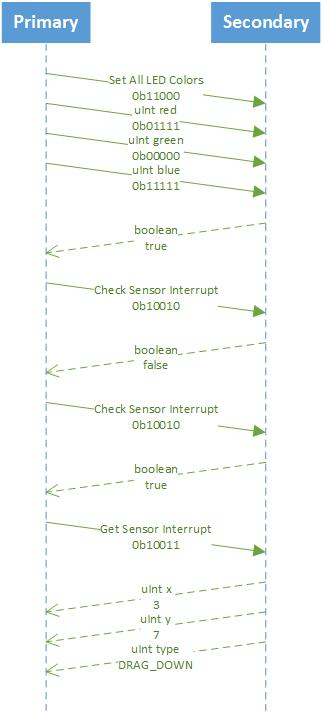 Primary Secondary
Set All LED Colors
0b11000
uInt red
0b01111
uInt green
0b00000
uInt blue
0b11111
boolean
true
Check Sensor Interrupt
0b10010
boolean
false
Check Sensor Interrupt
0b10010
boolean
true
Get Sensor Interrupt
0b10011
uInt x
3
uInt y
7
uInt type
DRAG_DOWN